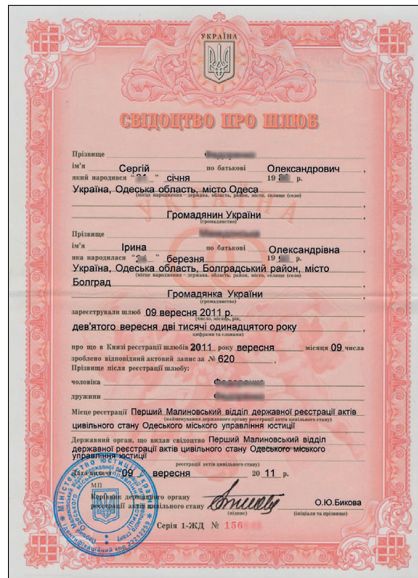 УКРАЇНА
СВІДОЦТВО ПРО ШЛЮБ
Прізвище
ім'я Сергій по батькові Олександрович ,
який народився " " січня 19 р.
Україна, Одеська область, місто Одеса
(місце народження – держава, область, район, місто, селище (село)
Громадянин України ,
(громадянство)
Прізвище
ім'я Ірина по батькові Олександрівна ,
яка народилася " " березня 19 р.
Україна, Одеська область, Болградський район, місто
(місце народження – держава, область, район, місто, селище (село)
Болград
Громадянка України ,
(громадянство)
зареєстрували шлюб 09 вересня 2011 р.
(число, місяць, рік,
дев'ятого вересня дві тисячі одинадцятого року
цифрами та словами)
про що в Книзі реєстрації шлюбів 2011 року вересня місяця 09 числа
зроблено відповідний актовий запис за № 620
Прізвище після реєстрації шлюбу:
чоловіка
дружини
Місце реєстрації Перший Малиновський відділ державної реєстрації актів
(найменування органу реєстрації актів цивільного стану)
цивільного стану Одеського міського управління юстиції
Державний орган, що видав свідоцтво Перший Малиновський відділ
державної реєстрації актів цивільного стану Одеського міського
управління юстиції
реєстрації актів цивільного стану)
Дата видачі " 09 " вересня 20 11 р.
МП
Керівник державного органу
реєстрації актів цивільного стану О.Ю.Бикова
(підпис) (ініціали та прізвище)
Серія 1-ЖД № 156